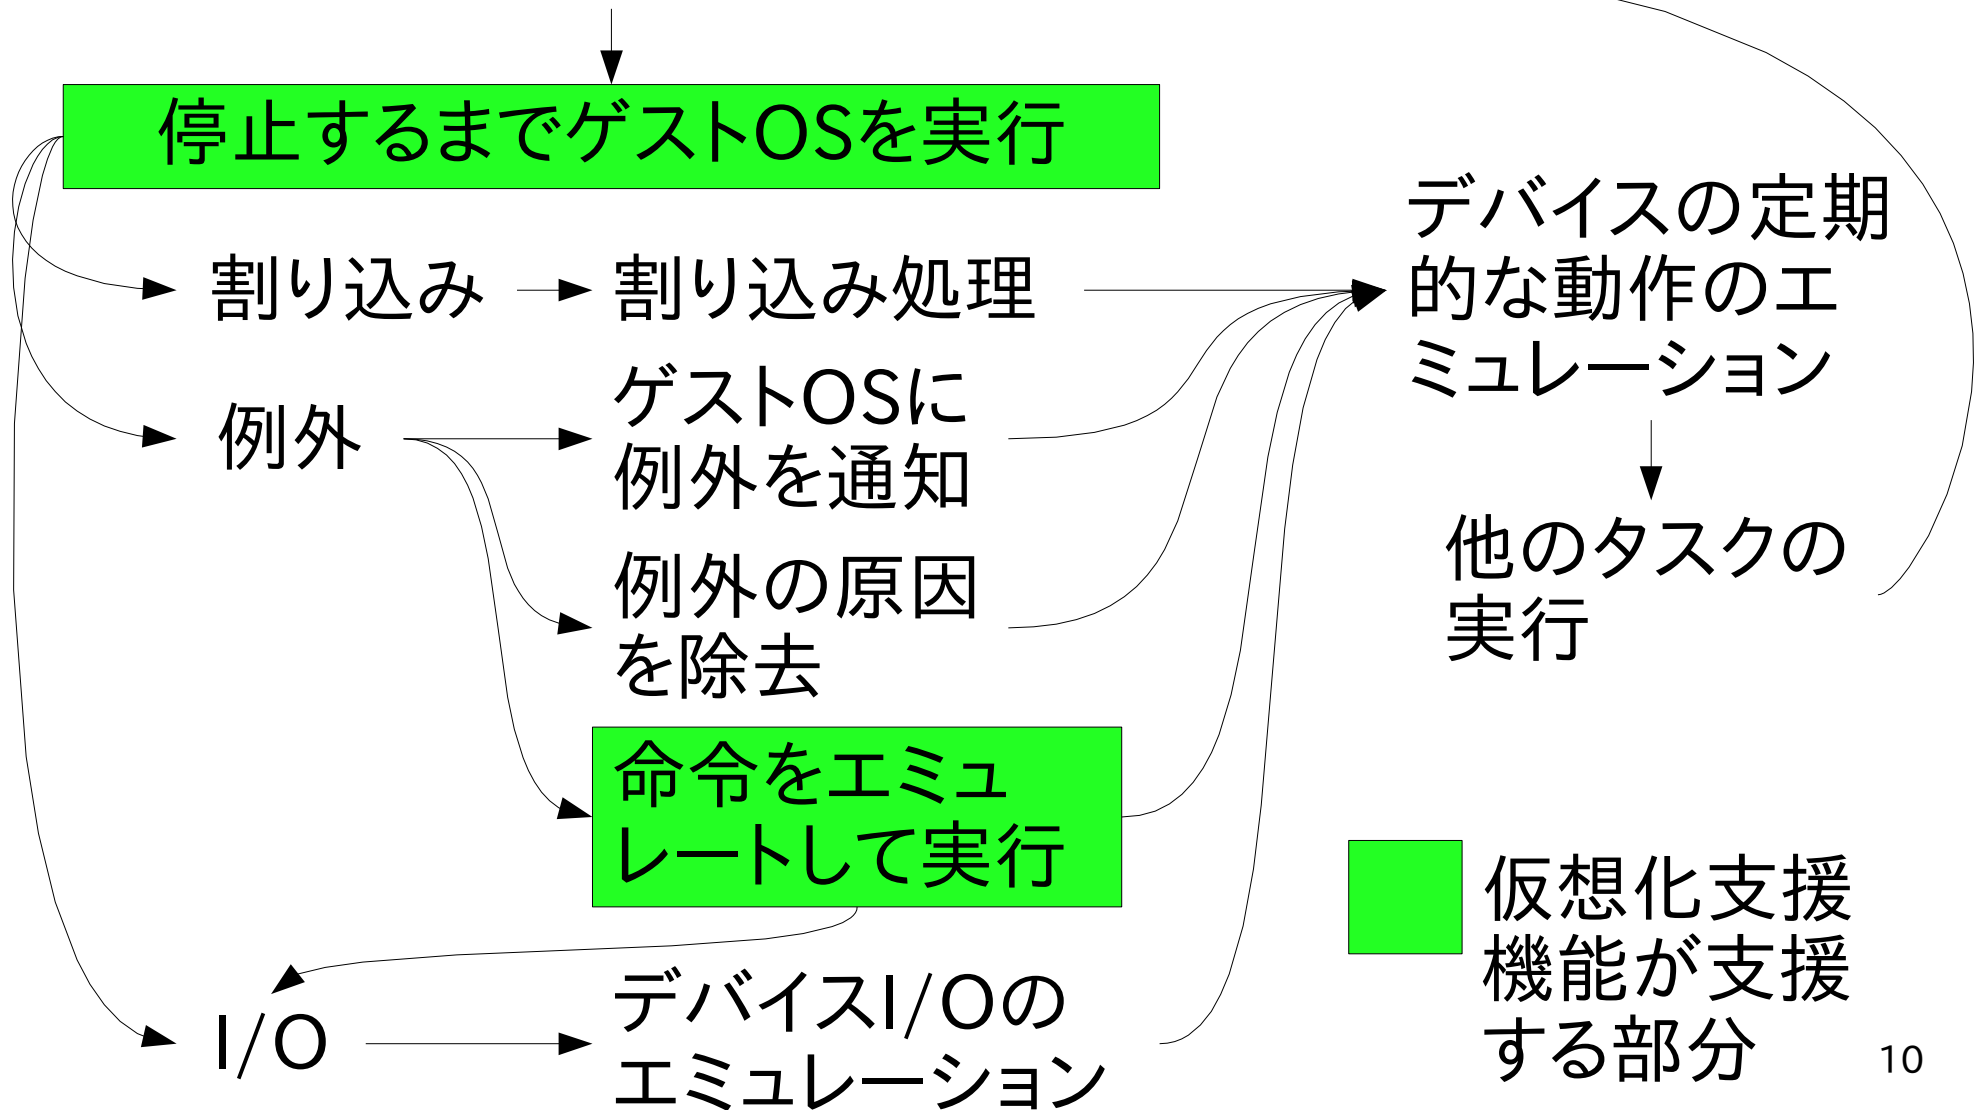 停止するまでゲストOSを実行
割り込み
割り込み処理
例外
ゲストOSに
例外を通知
例外の原因
を除去
命令をエミュ
レートして実行
I/O
デバイスI/Oの
エミュレーション
デバイスの定期
的な動作のエ
ミュレーション
他のタスクの
実行
仮想化支援
機能が支援
する部分
10